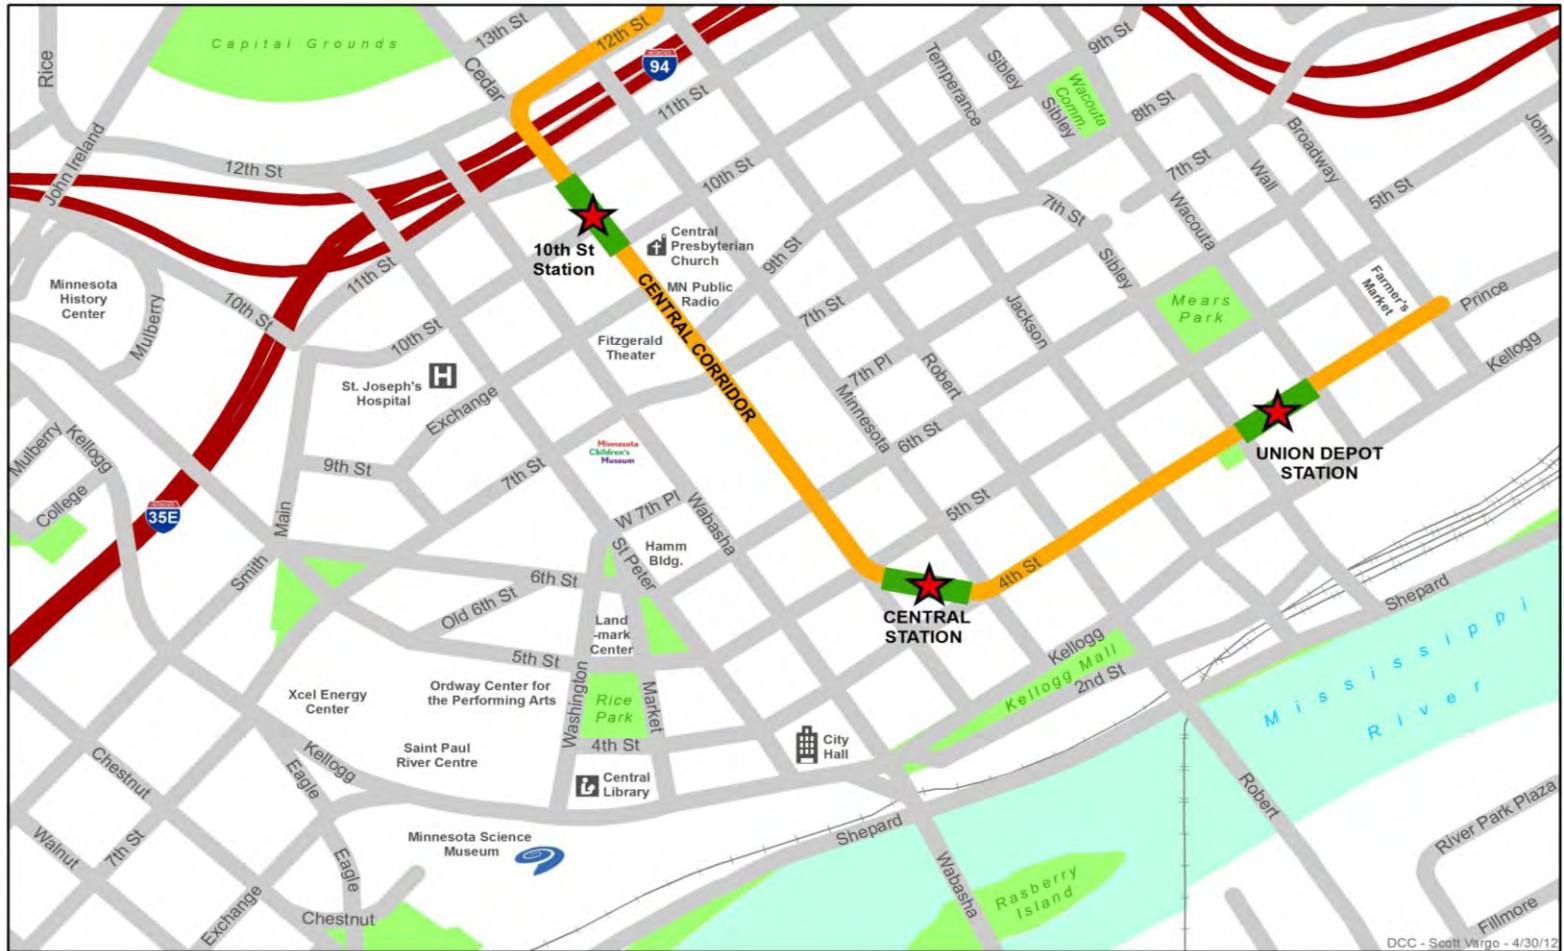 Capital Grounds
13th St
12th St
94
Rice
Cedar
11th St
Temperance
Sibley
9th St
Wacouta
Comm.
Sibley
8th St
John Ireland
12th St
10th St
7th St
Broadway
Wall
John
5th St
7th St
Wacouta
10th St
Station
Central
Presbyterian
Church
9th St
Sibley
Minnesota
History
Center
11th St
CENTRAL CORRIDOR
MN Public
Radio
Farmer's
Market
Prince
Mulberry
10th St
Mears
Park
7th St
Jackson
10th St
Fitzgerald
Theater
Kellogg
7th Pl
Robert
St. Joseph's
Hospital
H
Exchange
Minnesota
Mulberry
Kellogg
Minnesota
Children's
Museum
6th St
UNION DEPOT
STATION
9th St
7th St
College
35E
Main
W 7th Pl
Wabasha
5th St
Hamm
Bldg.
St Peter
Smith
6th St
4th St
Old 6th St
Land
-mark
Center
CENTRAL
STATION
Shepard
Mississippi
River
5th St
Kellogg
Kellogg Mall
2nd St
Xcel Energy
Center
Ordway Center for
the Performing Arts
Washington
Rice
Park
Market
4th St
City
Hall
Saint Paul
River Centre
Kellogg
Eagle
Central
Library
Chestnut
Robert
River Park Plaza
Shepard
Minnesota Science
Museum
Walnut
7th St
Eagle
Wabasha
Rasberry
Island
Exchange
Chestnut
Fillmore
DCC - Scott Vargo - 4/30/12